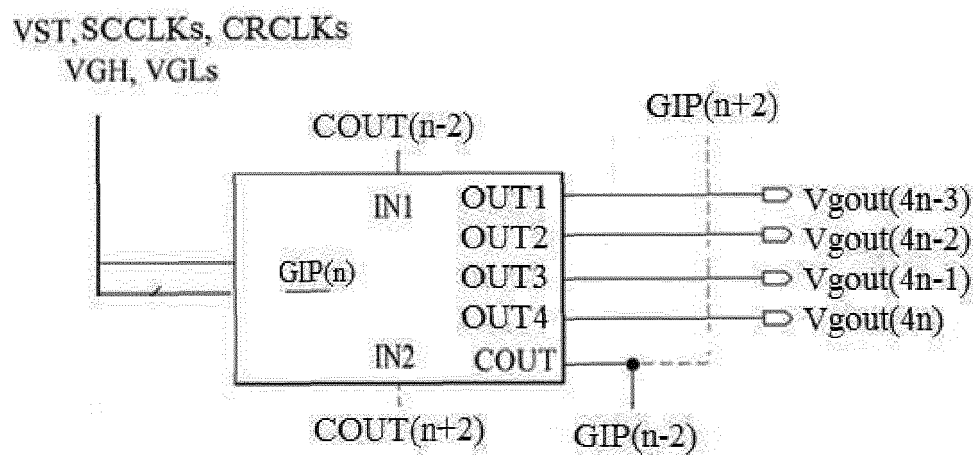 VST, SCCLKs, CRCLKs
VGH, VGLs
COUT(n-2)
GIP(n+2)
IN1
OUT1
Vgout(4n-3)
OUT2
Vgout(4n-2)
GIP(n)
OUT3
Vgout(4n-1)
OUT4
Vgout(4n)
IN2
COUT
COUT(n+2)
GIP(n-2)